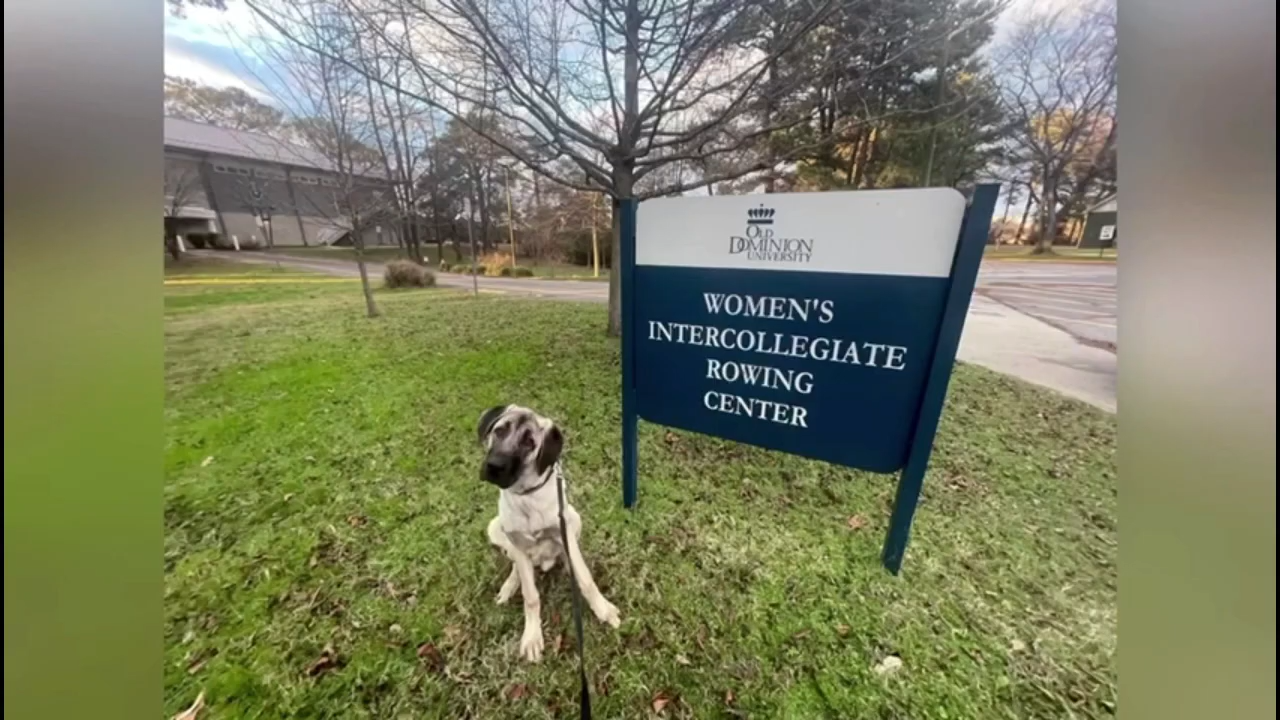 OLD
DOMINION
UNIVERSITY
WOMEN'S
INTERCOLLEGIATE
ROWING
CENTER